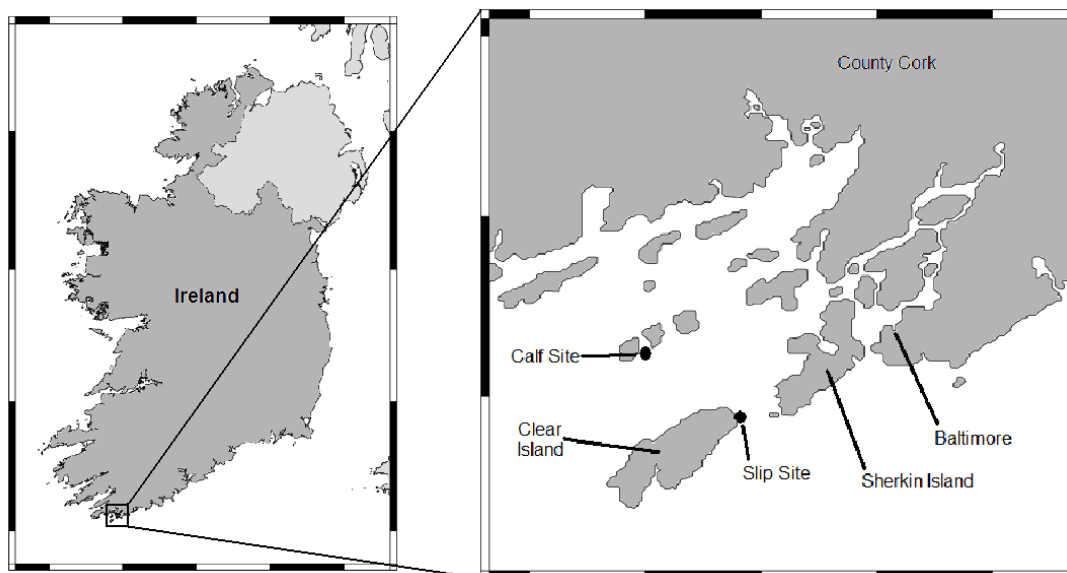 Ireland
County Cork
Calf Site
Clear
Island
Slip Site
Sherkin Island
Baltimore